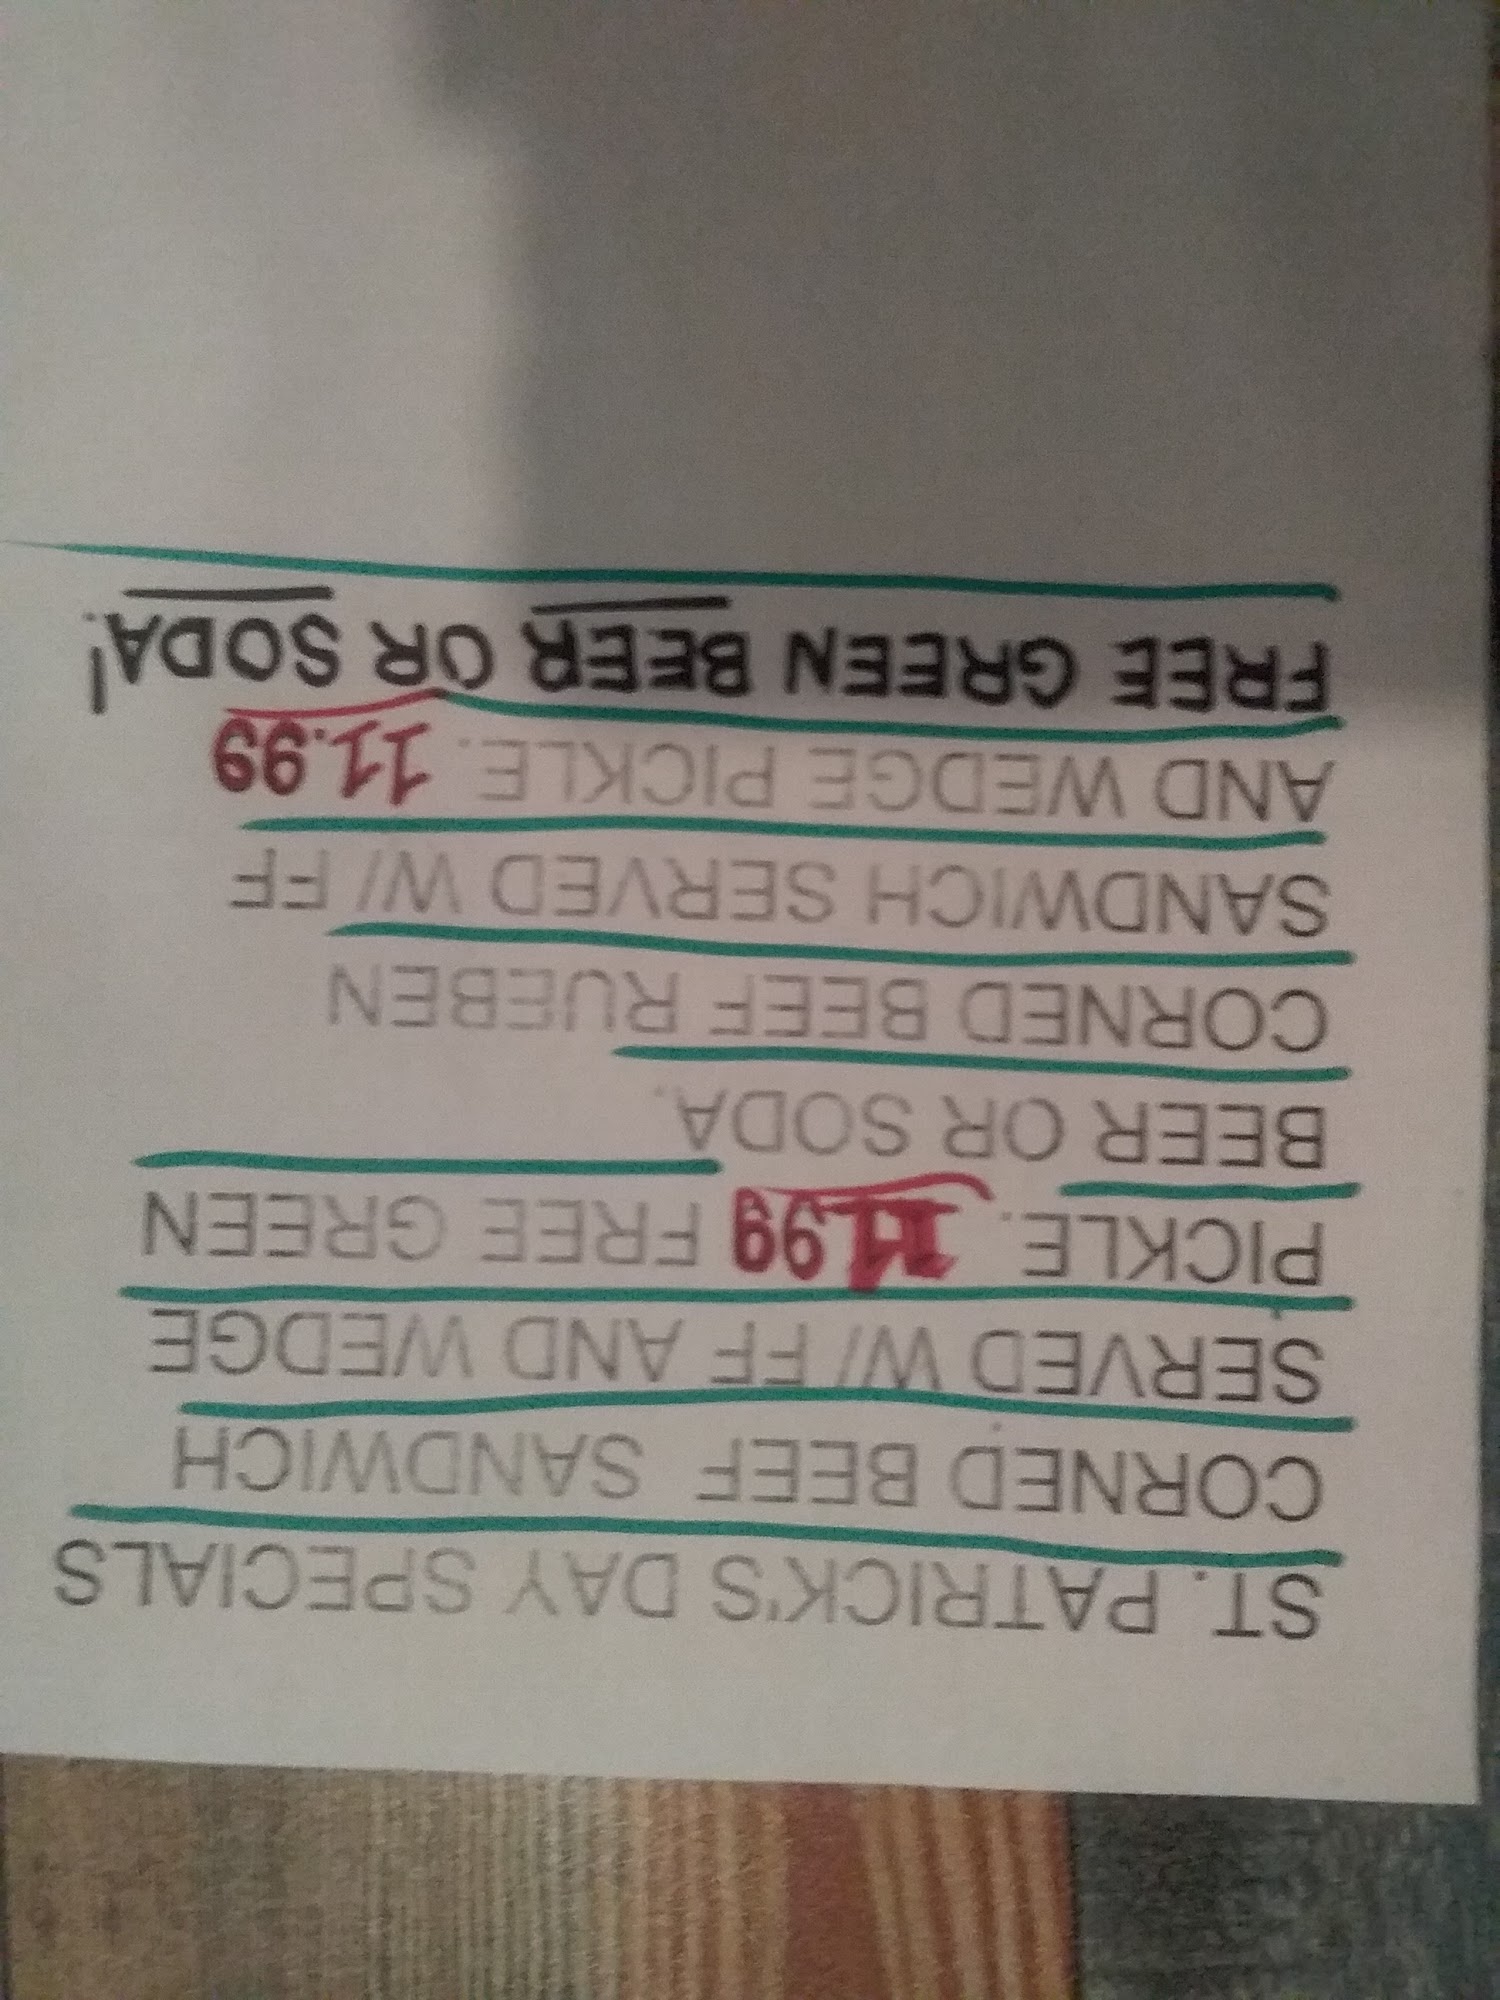 ST. PATRICK'S DAY SPECIALS
CORNED BEEF SANDWICH
SERVED W/ FF AND WEDGE
PICKLE. 11.99 FREE GREEN
BEER OR SODA.
CORNED BEEF RUEBEN
SANDWICH SERVED W/ FF
AND WEDGE PICKLE. 11.99
FREE GREEN BEER OR SODA!